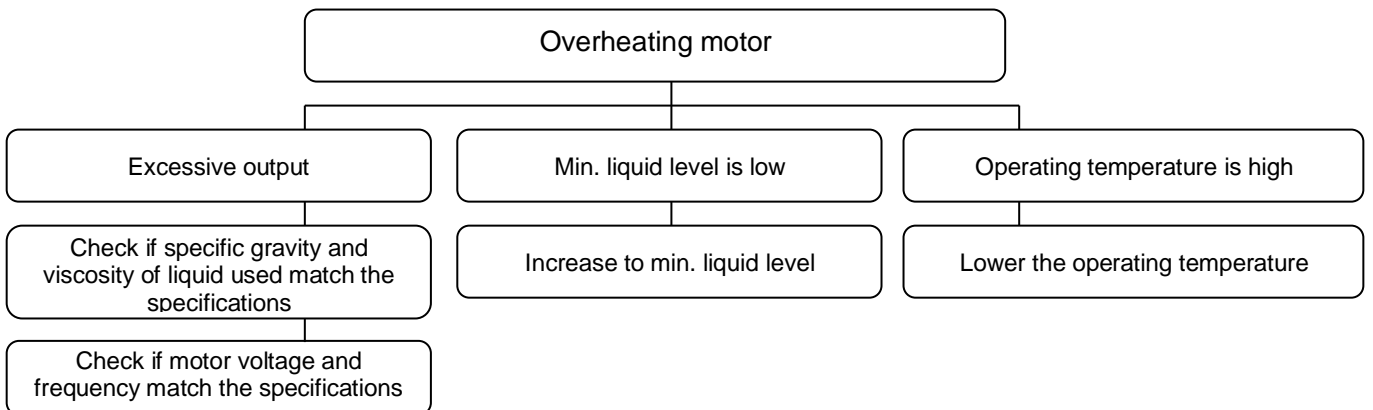 Overheating motor
Excessive output
Min. liquid level is low
Operating temperature is high
Check if specific gravity and
viscosity of liquid used match the
specifications
Increase to min. liquid level
Lower the operating temperature
Check if motor voltage and
frequency match the specifications